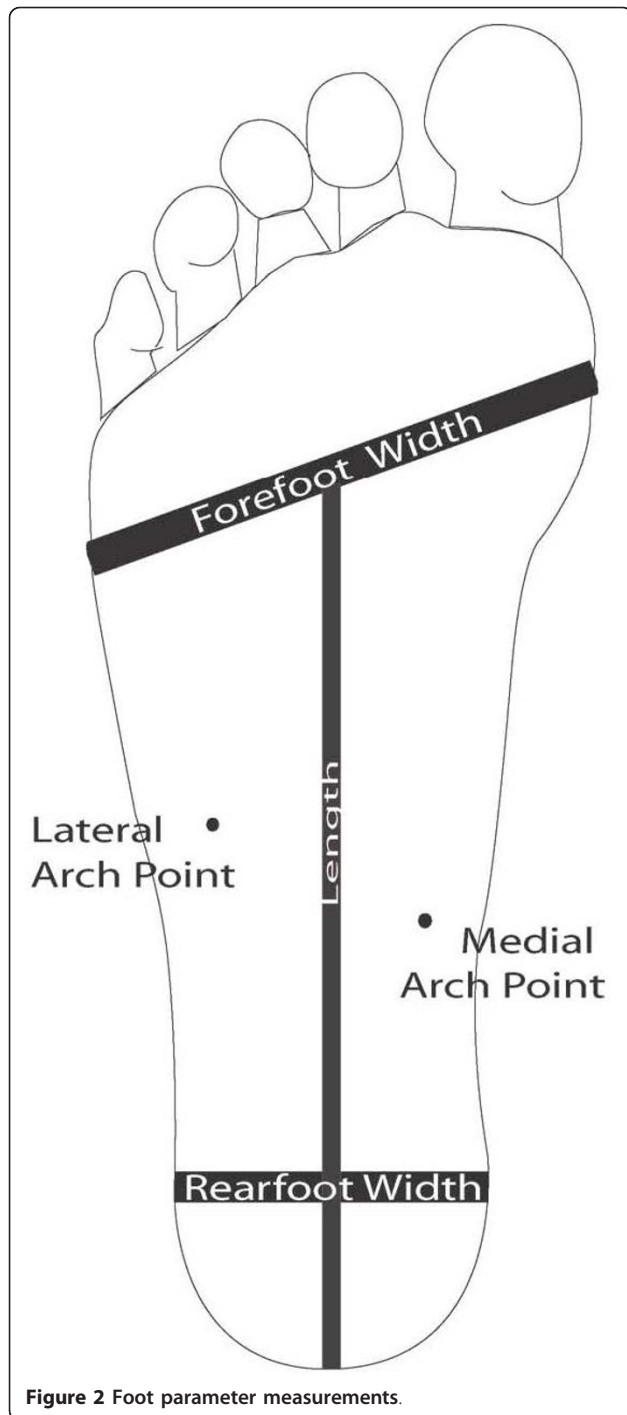 Forefoot Width
Length
Lateral
Arch Point
Medial
Arch Point
Rearfoot Width
Figure 2 Foot parameter measurements.